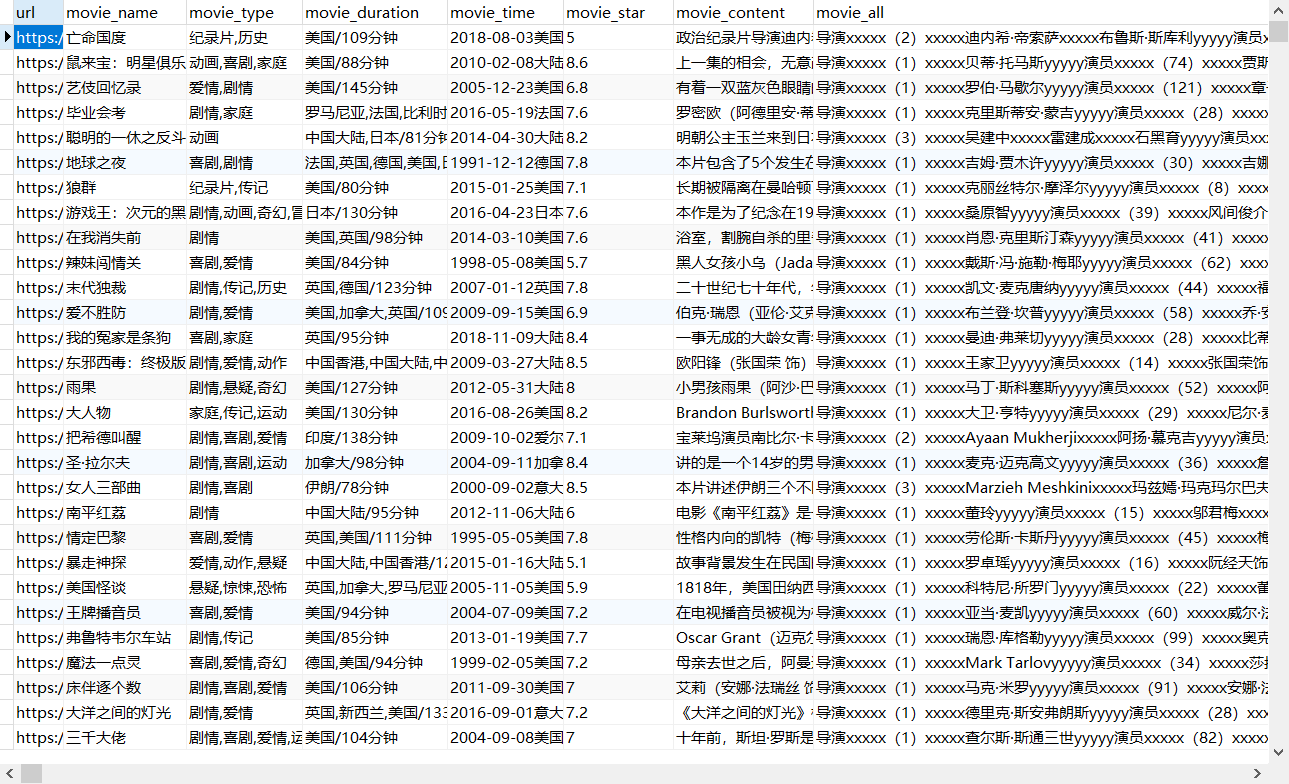 url movie_name movie_type movie_duration movie_time movie_star movie_content movie_all
https:/ 亡命国度 纪录片,历史 美国/109分钟 2018-08-03美国 5 政治纪录片导演迪内 导演xxxxx（2）xxxxx迪内希·帝索萨xxxxx布鲁斯·斯库利yyyyy演员x
https:/ 鼠来宝：明星俱乐 动画,喜剧,家庭 美国/88分钟 2010-02-08大陆 8.6 上一集的相会，无意 导演xxxxx（1）xxxxx贝蒂·托马斯yyyyy演员xxxxx（74）xxxxx贾斯
https:/ 艺伎回忆录 爱情,剧情 美国/145分钟 2005-12-23美国 6.8 有着一双蓝灰色眼睛 导演xxxxx（1）xxxxx罗伯·马歇尔yyyyy演员xxxxx（121）xxxxx章
https:/ 毕业会考 剧情,家庭 罗马尼亚,法国,比利时 2016-05-19法国 7.6 罗密欧（阿德里安·蒂 导演xxxxx（1）xxxxx克里斯蒂安·蒙吉yyyyy演员xxxxx（28）xxxxx
https:/ 聪明的一休之反斗 动画 中国大陆,日本/81分钟 2014-04-30大陆 8.2 明朝公主玉兰来到日 导演xxxxx（3）xxxxx吴建中xxxxx雷建成xxxxx石黑育yyyyy演员xx
https:/ 地球之夜 喜剧,剧情 法国,英国,德国,美国,日 1991-12-12德国 7.8 本片包含了5个发生在 导演xxxxx（1）xxxxx吉姆·贾木许yyyyy演员xxxxx（30）xxxxx吉娜
https:/ 狼群 纪录片,传记 美国/80分钟 2015-01-25美国 7.1 长期被隔离在曼哈顿 导演xxxxx（1）xxxxx克丽丝特尔·摩泽尔yyyyy演员xxxxx（8）xxxx
https:/ 游戏王：次元的黑 剧情,动画,奇幻,冒 日本/130分钟 2016-04-23日本 7.6 本作是为了纪念在19 导演xxxxx（1）xxxxx桑原智yyyyy演员xxxxx（39）xxxxx风间俊介
https:/ 在我消失前 剧情 美国,英国/98分钟 2014-03-10美国 7.6 浴室，割腕自杀的里 导演xxxxx（1）xxxxx肖恩·克里斯汀森yyyyy演员xxxxx（41）xxxx
https:/ 辣妹闯情关 喜剧,爱情 美国/84分钟 1998-05-08美国 5.7 黑人女孩小乌（Jada 导演xxxxx（1）xxxxx戴斯·冯·施勒·梅耶yyyyy演员xxxxx（62）xxxx
https:/ 末代独裁 剧情,传记,历史 英国,德国/123分钟 2007-01-12英国 7.8 二十世纪七十年代， 导演xxxxx（1）xxxxx凯文·麦克唐纳yyyyy演员xxxxx（44）xxxxx福
https:/ 爱不胜防 剧情,爱情 美国,加拿大,英国/109 2009-09-15美国 6.9 伯克·瑞恩（亚伦·艾克 导演xxxxx（1）xxxxx布兰登·坎普yyyyy演员xxxxx（58）xxxxx乔·安
https:/ 我的冤家是条狗 喜剧,家庭 英国/95分钟 2018-11-09大陆 8.4 一事无成的大龄女青 导演xxxxx（1）xxxxx曼迪·弗莱切yyyyy演员xxxxx（28）xxxxx比蒂
https:/ 东邪西毒：终极版 剧情,爱情,动作 中国香港,中国大陆,中 2009-03-27大陆 8.5 欧阳锋（张国荣 饰） 导演xxxxx（1）xxxxx王家卫yyyyy演员xxxxx（14）xxxxx张国荣饰
https:/ 雨果 剧情,悬疑,奇幻 美国/127分钟 2012-05-31大陆 8 小男孩雨果（阿沙·巴 导演xxxxx（1）xxxxx马丁·斯科塞斯yyyyy演员xxxxx（52）xxxxx阿
https:/ 大人物 家庭,传记,运动 美国/130分钟 2016-08-26美国 8.2 Brandon Burlsworth 导演xxxxx（1）xxxxx大卫·亨特yyyyy演员xxxxx（29）xxxxx尼尔·麦
https:/ 把希德叫醒 剧情,喜剧,爱情 印度/138分钟 2009-10-02爱尔 7.1 宝莱坞演员南比尔·卡 导演xxxxx（2）xxxxxAyaan Mukherjixxxxx阿扬·慕克吉yyyyy演员x
https:/ 圣·拉尔夫 剧情,喜剧,运动 加拿大/98分钟 2004-09-11加拿 8.4 讲的是一个14岁的男 导演xxxxx（1）xxxxx麦克·迈克高文yyyyy演员xxxxx（36）xxxxx詹
https:/ 女人三部曲 剧情,喜剧 伊朗/78分钟 2000-09-02意大 8.5 本片讲述伊朗三个不 导演xxxxx（3）xxxxxMarzieh Meshkinixxxxx玛兹嫣·玛克玛尔巴夫
https:/ 南平红荔 剧情 中国大陆/95分钟 2012-11-06大陆 6 电影《南平红荔》是 导演xxxxx（1）xxxxx董玲yyyyy演员xxxxx（15）xxxxx邬君梅xxxx
https:/ 情定巴黎 喜剧,爱情 英国,美国/111分钟 1995-05-05美国 7.8 性格内向的凯特（梅 导演xxxxx（1）xxxxx劳伦斯·卡斯丹yyyyy演员xxxxx（45）xxxxx梅
https:/ 暴走神探 爱情,动作,悬疑 中国大陆,中国香港/12 2015-01-16大陆 5.1 故事背景发生在民国 导演xxxxx（1）xxxxx罗卓瑶yyyyy演员xxxxx（16）xxxxx阮经天饰
https:/ 美国怪谈 悬疑,惊悚,恐怖 英国,加拿大,罗马尼亚 2005-11-05美国 5.9 1818年，美国田纳西 导演xxxxx（1）xxxxx科特尼·所罗门yyyyy演员xxxxx（22）xxxxx董
https:/ 王牌播音员 喜剧,爱情 美国/94分钟 2004-07-09美国 7.2 在电视播音员被视为 导演xxxxx（1）xxxxx亚当·麦凯yyyyy演员xxxxx（60）xxxxx威尔·法
https:/ 弗鲁特韦尔车站 剧情,传记 美国/85分钟 2013-01-19美国 7.7 Oscar Grant（迈克尔 导演xxxxx（1）xxxxx瑞恩·库格勒yyyyy演员xxxxx（99）xxxxx奥克
https:/ 魔法一点灵 喜剧,爱情,奇幻 德国,美国/94分钟 1999-02-05美国 7.2 母亲去世之后，阿曼 导演xxxxx（1）xxxxxMark Tarlovyyyyy演员xxxxx（34）xxxxx莎拉
https:/ 床伴逐个数 剧情,喜剧,爱情 美国/106分钟 2011-09-30美国 7 艾莉（安娜·法瑞丝 饰 导演xxxxx（1）xxxxx马克·米罗yyyyy演员xxxxx（91）xxxxx安娜·法
https:/ 大洋之间的灯光 剧情,爱情 英国,新西兰,美国/133 2016-09-01意大 7.2 《大洋之间的灯光》 导演xxxxx（1）xxxxx德里克·斯安弗朗斯yyyyy演员xxxxx（28）xxx
https:/ 三千大佬 剧情,喜剧,爱情,运 美国/104分钟 2004-09-08美国 7 十年前，斯坦·罗斯是 导演xxxxx（1）xxxxx查尔斯·斯通三世yyyyy演员xxxxx（82）xxxx